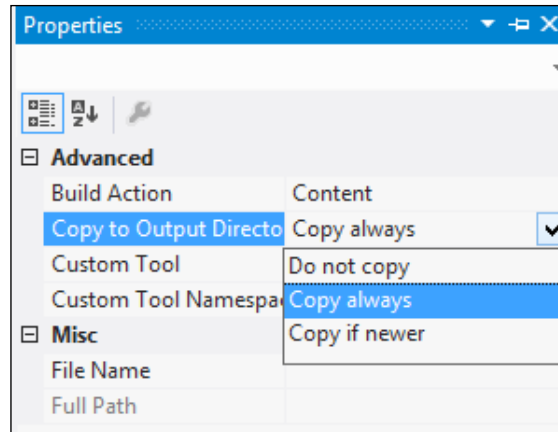 Properties
Advanced
Build Action Content
Copy to Output Directo Copy always
Custom Tool Do not copy
Custom Tool Namespa Copy always
Misc Copy if newer
File Name
Full Path